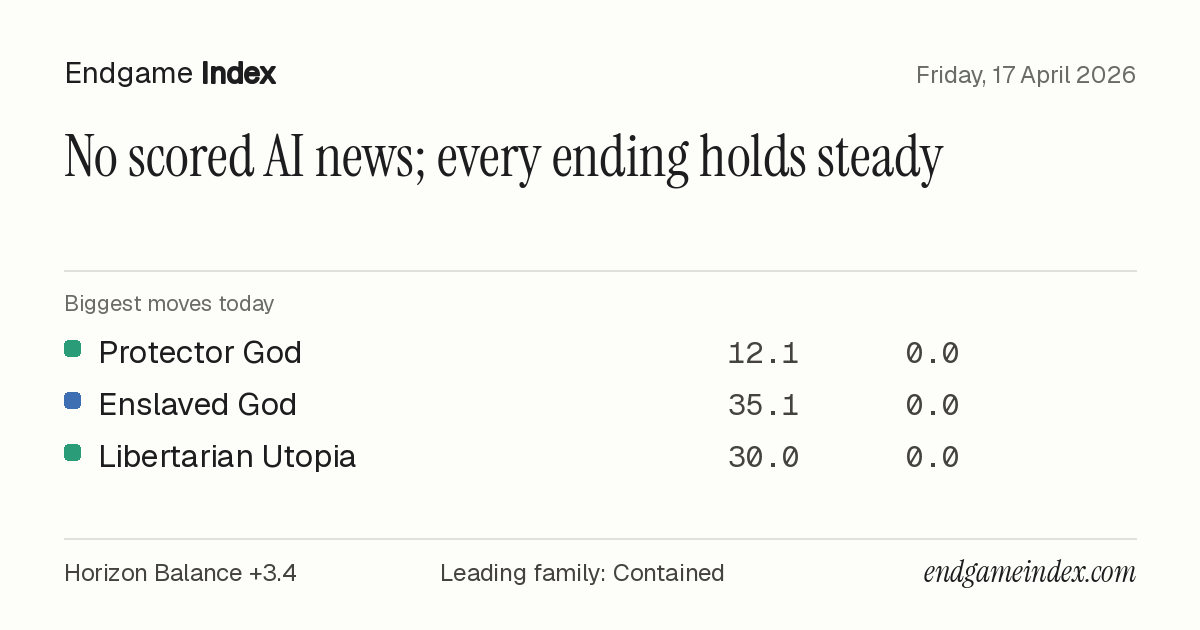 Endgame Index
Friday, 17 April 2026
No scored AI news; every ending holds steady
Biggest moves today
Protector God 12.1 0.0
Enslaved God 35.1 0.0
Libertarian Utopia 30.0 0.0
Horizon Balance +3.4
Leading family: Contained
endgameindex.com